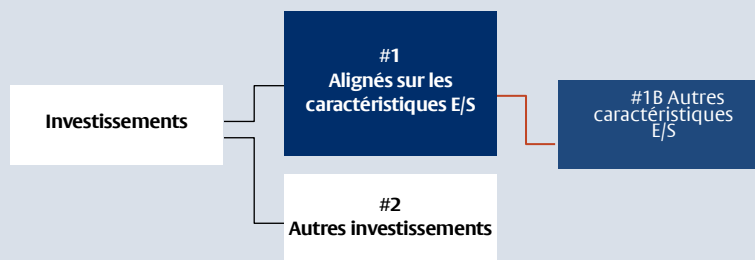 Investissements
#1
Alignés sur les
caractéristiques E/S
#1B Autres
caractéristiques
E/S
#2
Autres investissements